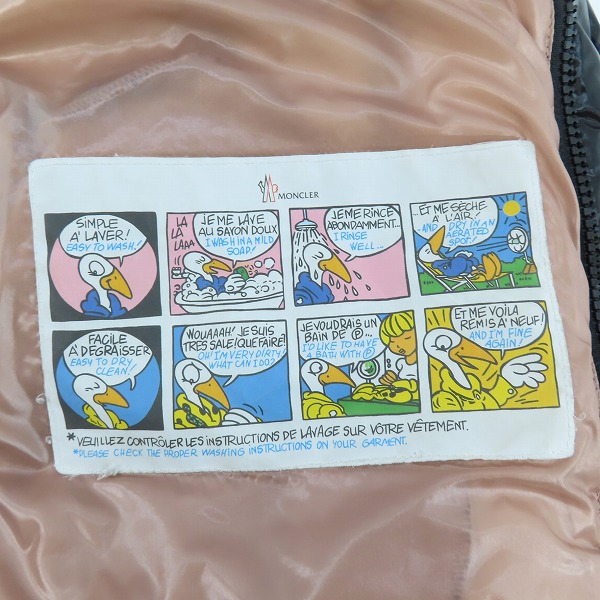 MONCLER
SIMPLE
A' LAVER!
EASY TO WASH!
LA
LA
LAAA
JE ME LAVE
AU SAVON DOUX
I WASH IN A MILD
SOAP!
JE ME RINCE
ABONDAMMENT...
I RINSE
WELL...
...ET ME SÈCHE
A' L'AIR!
AND I DRY IN AN
AERATED
SPOT!
FACILE
A' DEGRAISSER
EASY TO DRY
CLEAN!
WOUAAAH! JE SUIS
TRES SALE! QUE FAIRE!
OH! I'M VERY DIRTY!
WHAT CAN I DO?
JE VOUDRAIS UN
BAIN DE Ⓟ...
I'D LIKE TO HAVE
A BATH WITH Ⓟ
ET ME VOILA
REMIS A' NEUF!
AND I'M FINE
AGAIN!
*VEUILLEZ CONTRÔLER LES INSTRUCTIONS DE LAVAGE SUR VÔTRE VÊTEMENT.
*PLEASE CHECK THE PROPER WASHING INSTRUCTIONS ON YOUR GARMENT.